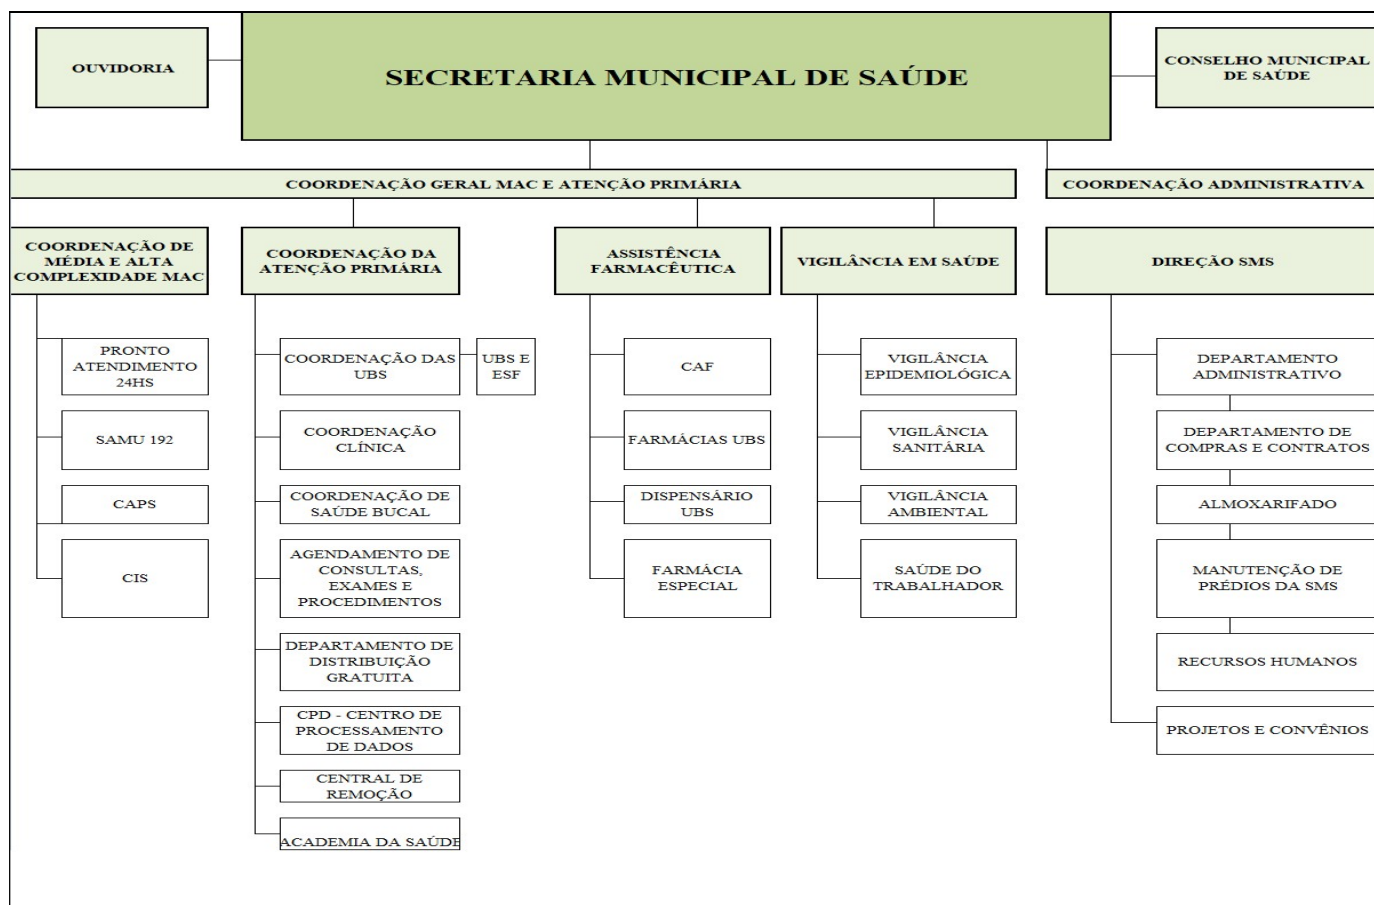 OUVIDORIA
SECRETARIA MUNICIPAL DE SAÚDE
CONSELHO MUNICIPAL
DE SAÚDE
COORDENAÇÃO GERAL MAC E ATENÇÃO PRIMÁRIA
COORDENAÇÃO ADMINISTRATIVA
COORDENAÇÃO DE
MÉDIA E ALTA
COMPLEXIDADE MAC
COORDENAÇÃO DA
ATENÇÃO PRIMÁRIA
ASSISTÊNCIA
FARMACÊUTICA
VIGILÂNCIA EM SAÚDE
DIREÇÃO SMS
PRONTO
ATENDIMENTO
24HS
SAMU 192
CAPS
CIS
COORDENAÇÃO DAS
UBS
UBS E
ESF
COORDENAÇÃO
CLÍNICA
COORDENAÇÃO DE
SAÚDE BUCAL
AGENDAMENTO DE
CONSULTAS,
EXAMES E
PROCEDIMENTOS
DEPARTAMENTO DE
DISTRIBUIÇÃO
GRATUITA
CPD - CENTRO DE
PROCESSAMENTO
DE DADOS
CENTRAL DE
REMOÇÃO
ACADEMIA DA SAÚDE
CAF
FARMÁCIAS UBS
DISPENSÁRIO
UBS
FARMÁCIA
ESPECIAL
VIGILÂNCIA
EPIDEMIOLÓGICA
VIGILÂNCIA
SANITÁRIA
VIGILÂNCIA
AMBIENTAL
SAÚDE DO
TRABALHADOR
DEPARTAMENTO
ADMINISTRATIVO
DEPARTAMENTO DE
COMPRAS E CONTRATOS
ALMOXARIFADO
MANUTENÇÃO DE
PRÉDIOS DA SMS
RECURSOS HUMANOS
PROJETOS E CONVÊNIOS